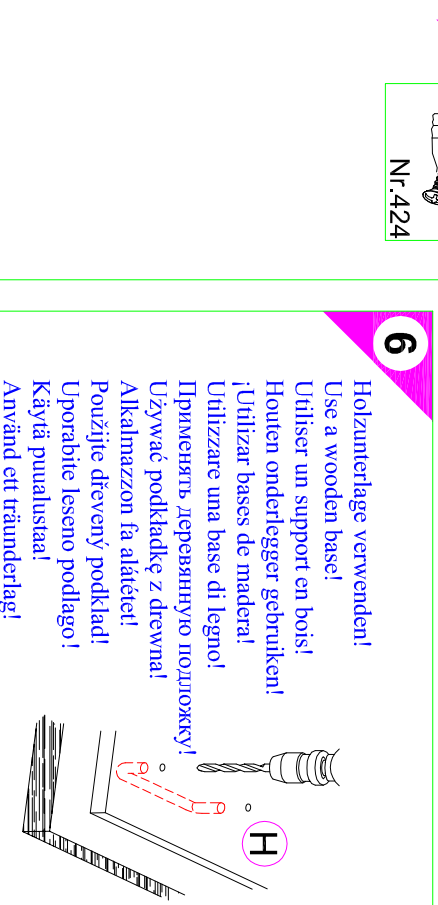 Nr.424
6
Holzunterlage verwenden!
Use a wooden base!
Utiliser un support en bois!
Houten onderlegger gebruiken!
¡Utilizar bases de madera!
Utilizzare una base di legno!
Применять деревянную подложку!
Używać podkładkę z drewna!
Alkalmazzon fa alátétet!
Použijte dřevený podklad!
Uporabite leseno podlago!
Käytä puualustaa!
Använd ett träunderlag!
H